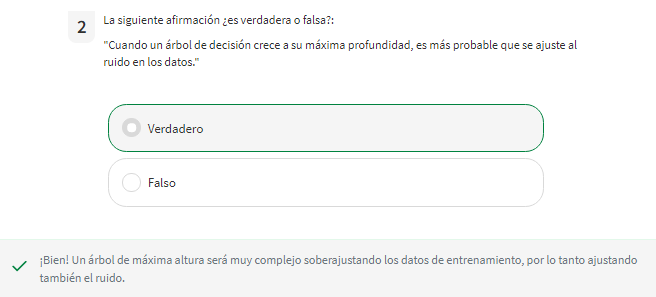 2
La siguiente afirmación ¿es verdadera o falsa?:
"Cuando un árbol de decisión crece a su máxima profundidad, es más probable que se ajuste al
ruido en los datos."
Verdadero
Falso
¡Bien! Un árbol de máxima altura será muy complejo soberajustando los datos de entrenamiento, por lo tanto ajustando
también el ruido.